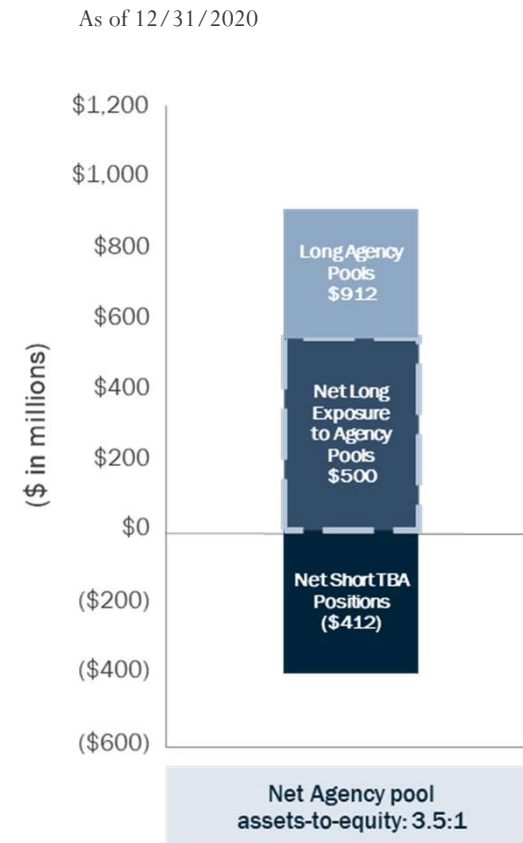 As of 12/31/2020
$1,200
$1,000
$800
$600
$400
$200
$0
($200)
($400)
($600)
($ in millions)
Long Agency
Pools
$912
Net Long
Exposure
to Agency
Pools
$500
Net Short TBA
Positions
($412)
Net Agency pool
assets-to-equity: 3.5:1